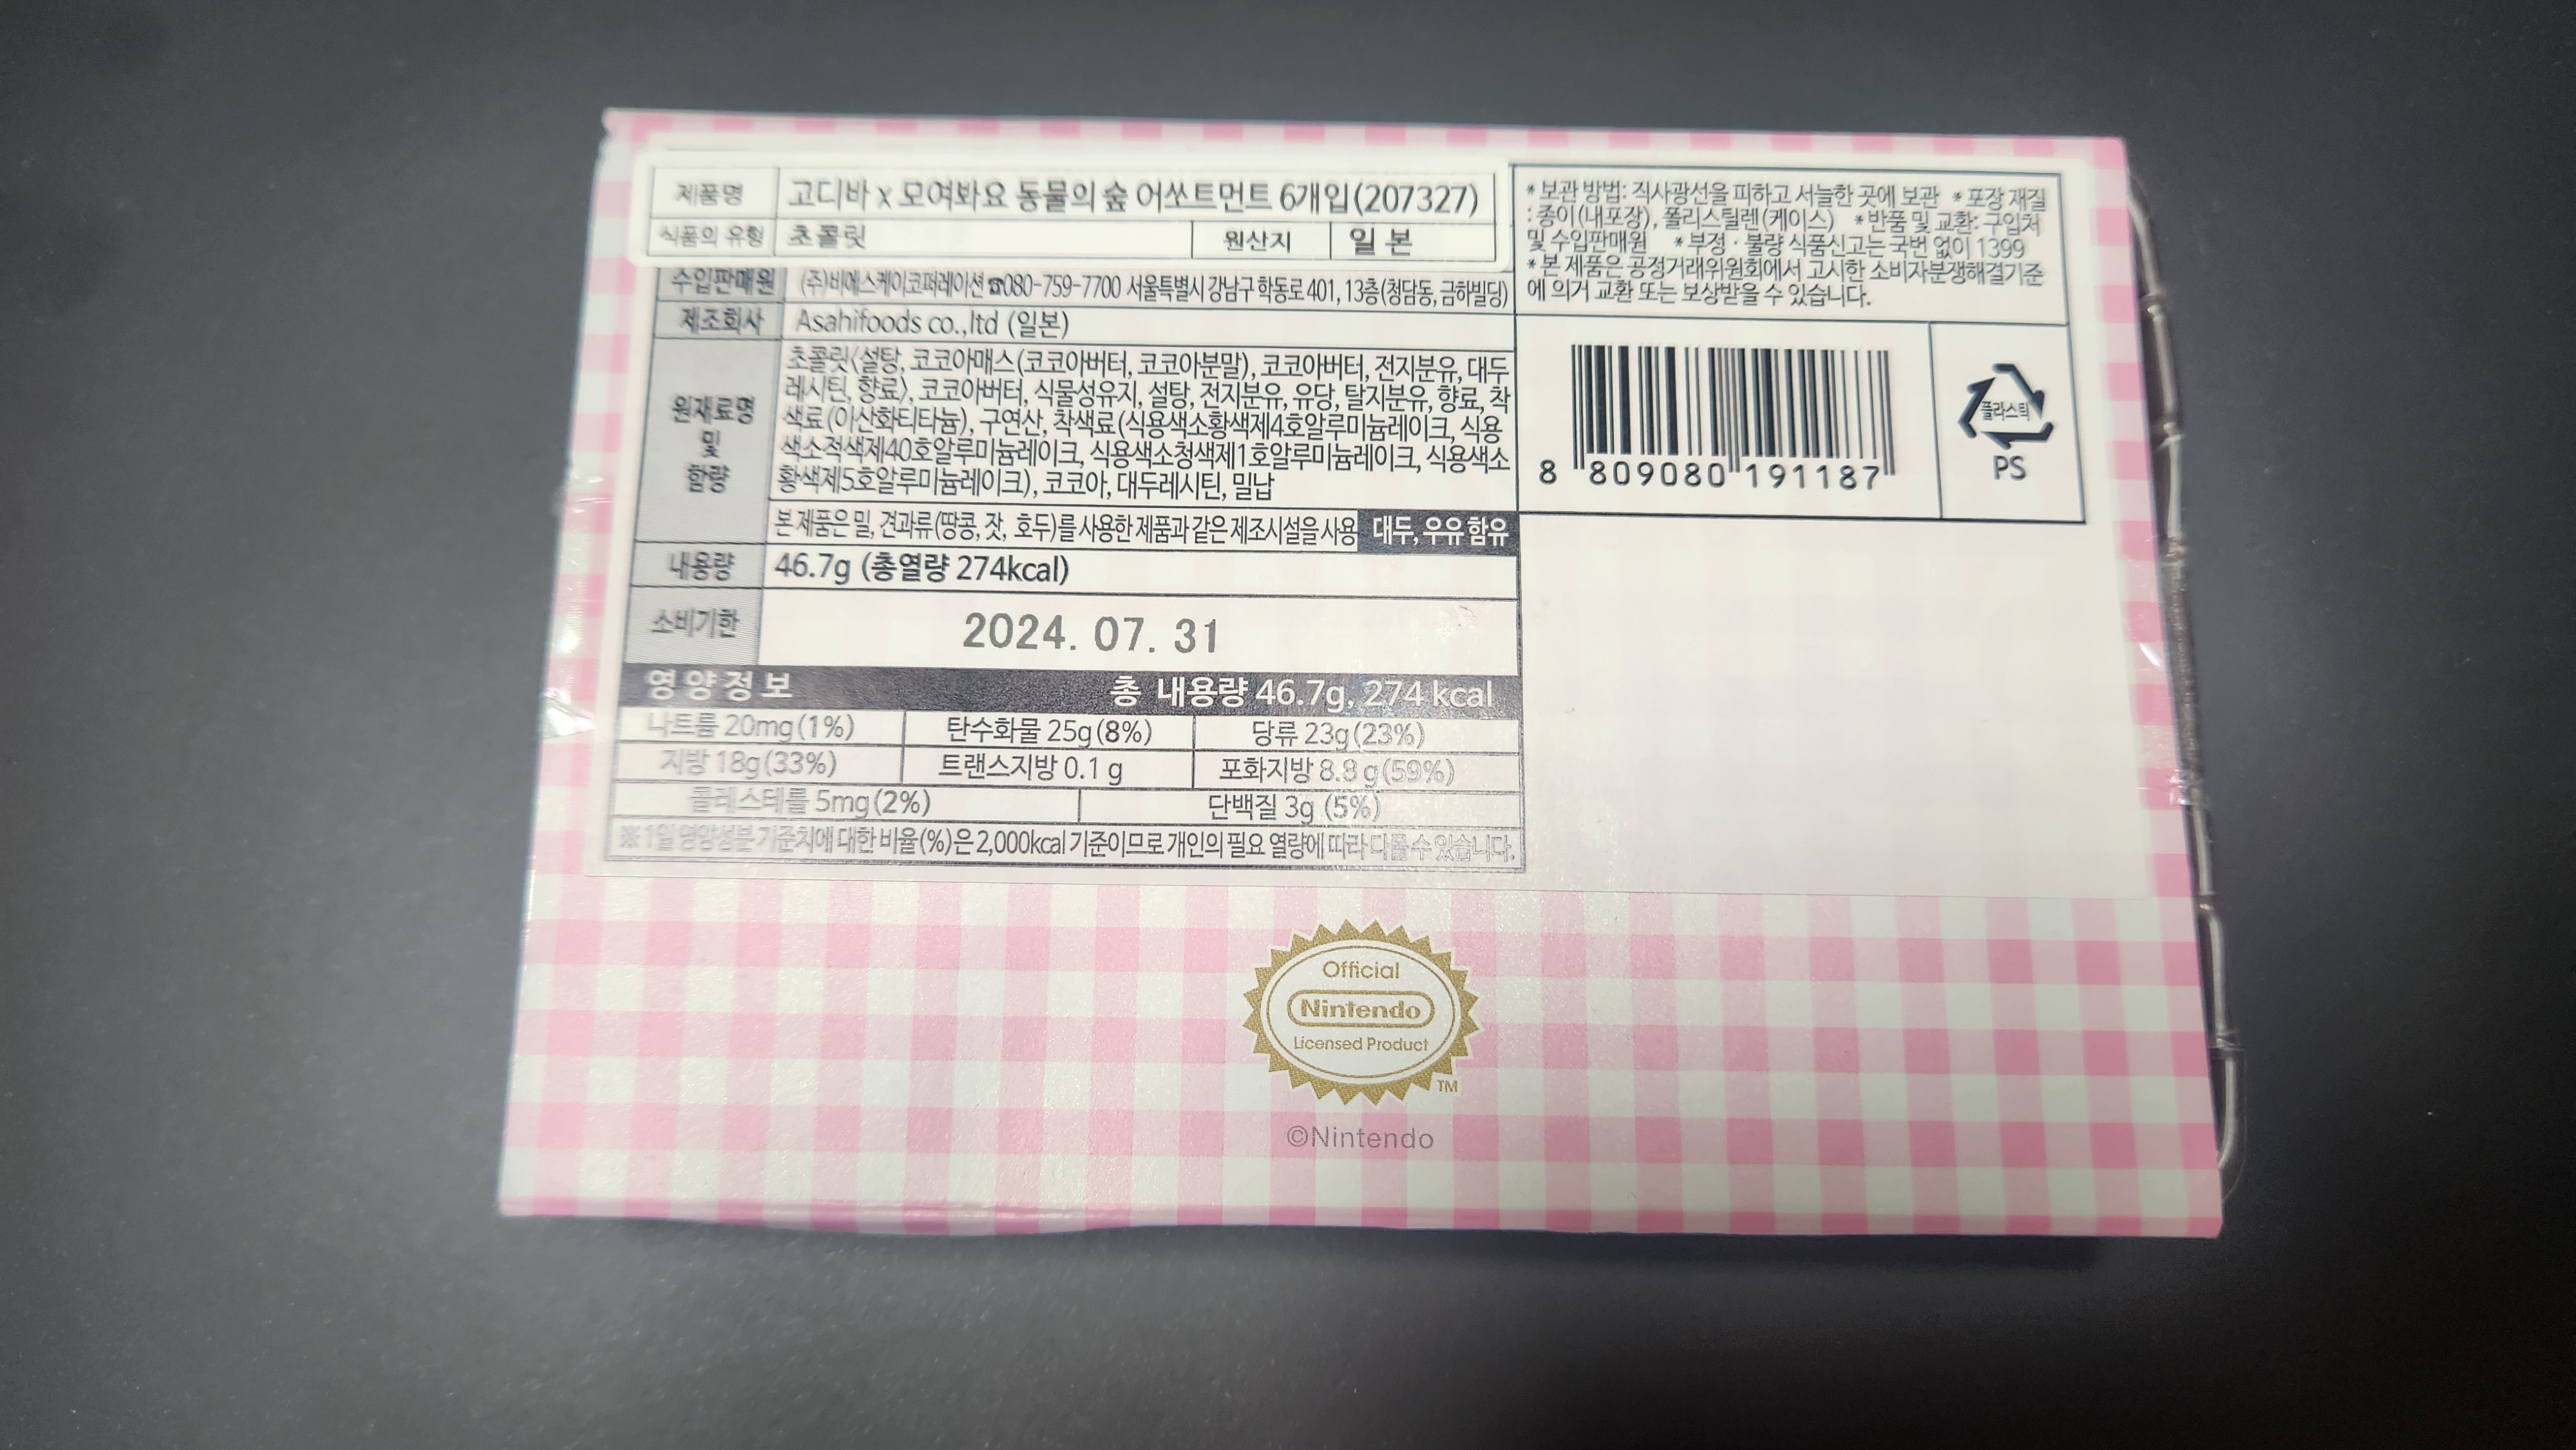 제품명 고디바 x 모여봐요 동물의 숲 어쏘트먼트 6개입(207327)
식품의 유형 초콜릿 원산지 일본
수입판매원 (주)비에스케이코퍼레이션 ☎080-759-7700 서울특별시 강남구 학동로 401, 13층(청담동, 금하빌딩)
제조회사 Asahifoods co.,ltd (일본)
원재료명
및
함량
초콜릿〈설탕, 코코아매스(코코아버터, 코코아분말), 코코아버터, 전지분유, 대두
레시틴, 향료〉, 코코아버터, 식물성유지, 설탕, 전지분유, 유당, 탈지분유, 향료, 착
색료(이산화티타늄), 구연산, 착색료(식용색소황색제4호알루미늄레이크, 식용
색소적색제40호알루미늄레이크, 식용색소청색제1호알루미늄레이크, 식용색소
황색제5호알루미늄레이크), 코코아, 대두레시틴, 밀납
본 제품은 밀, 견과류(땅콩, 잣, 호두)를 사용한 제품과 같은 제조시설을 사용 대두, 우유 함유
내용량 46.7g (총열량 274kcal)
소비기한 2024. 07. 31
영양정보 총 내용량 46.7g, 274 kcal
나트륨 20mg(1%) 탄수화물 25g(8%) 당류 23g(23%)
지방 18g(33%) 트랜스지방 0.1 g 포화지방 8.8 g(59%)
콜레스테롤 5mg(2%) 단백질 3g (5%)
※1일 영양성분 기준치에 대한 비율(%)은 2,000kcal 기준이므로 개인의 필요 열량에 따라 다를 수 있습니다.
* 보관 방법: 직사광선을 피하고 서늘한 곳에 보관 * 포장 재질
: 종이(내포장), 폴리스틸렌(케이스) * 반품 및 교환: 구입처
및 수입판매원 * 부정 · 불량 식품신고는 국번 없이 1399
* 본 제품은 공정거래위원회에서 고시한 소비자분쟁해결기준
에 의거 교환 또는 보상받을 수 있습니다.
8 809080 191187
플라스틱
PS
Official
Nintendo
Licensed Product
TM
©Nintendo